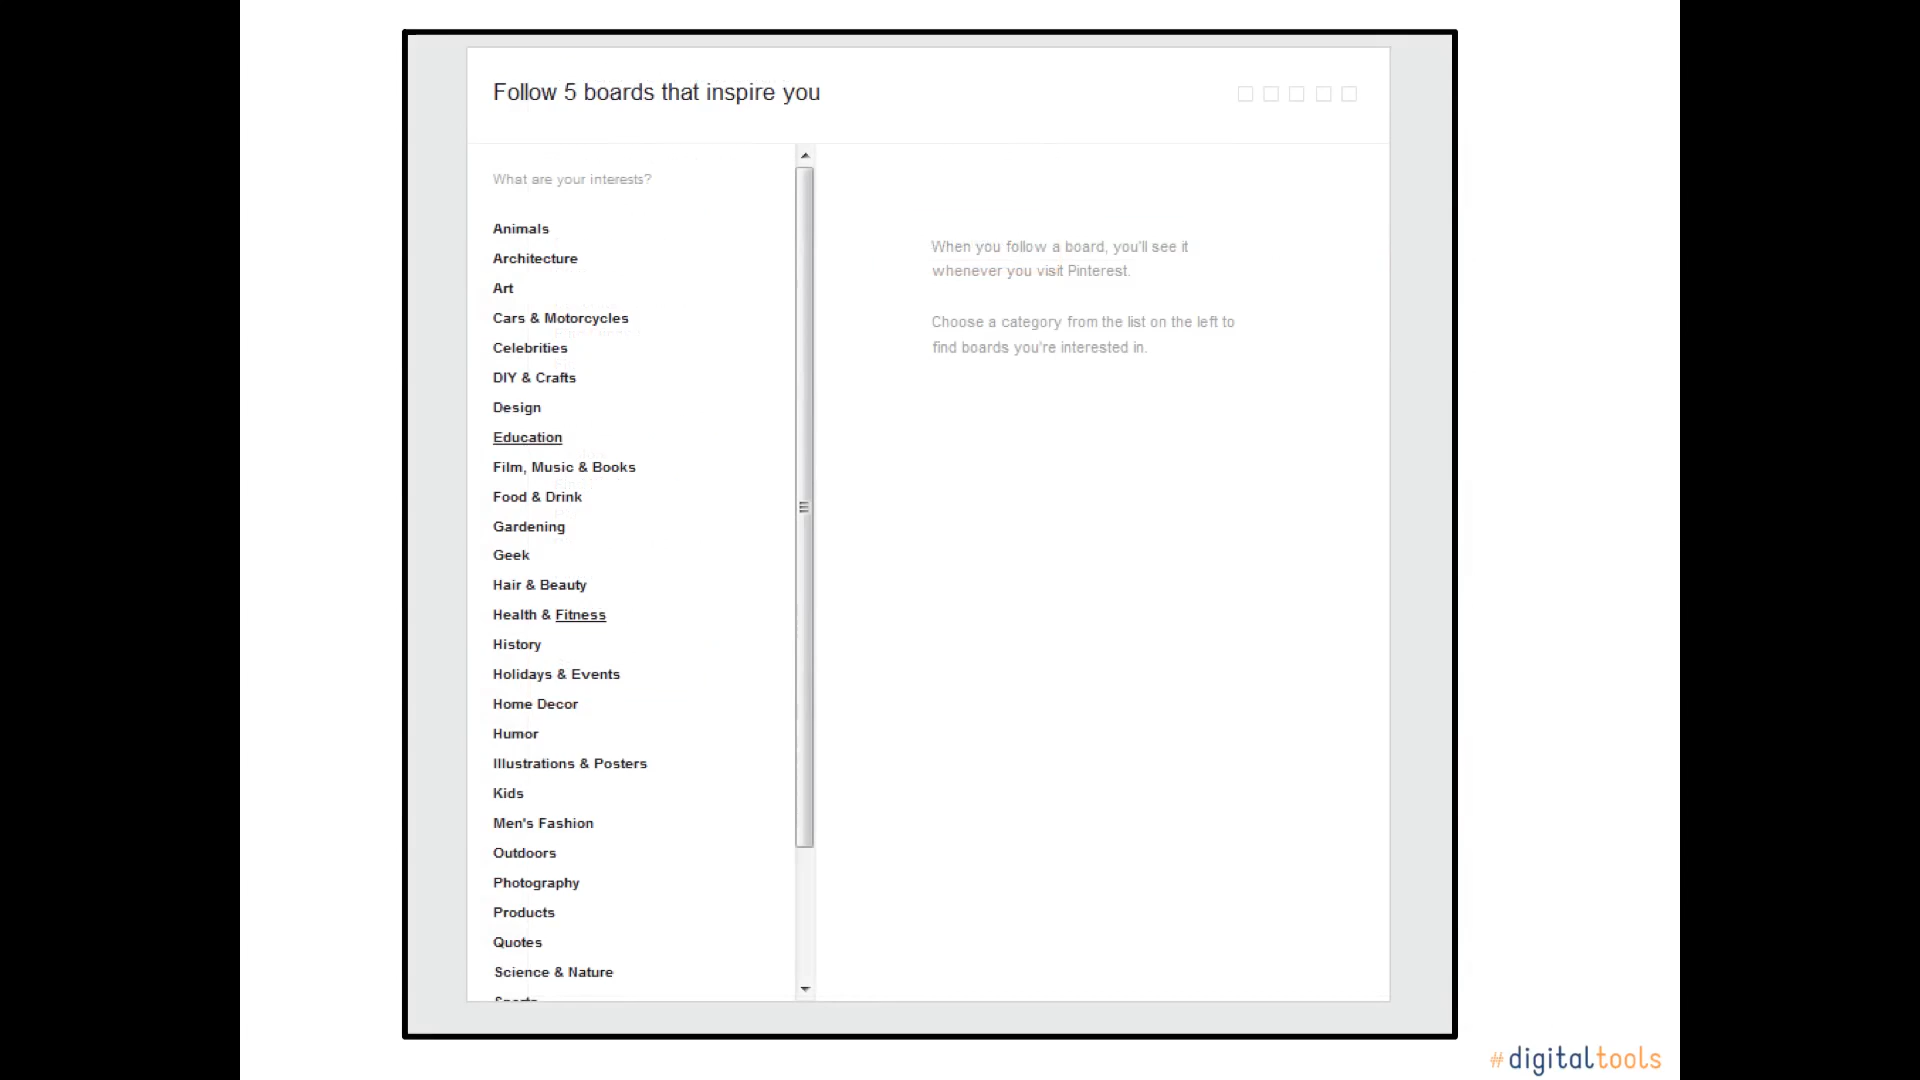 Follow 5 boards that inspire you
What are your interests?
Animals
Architecture
Art
Cars & Motorcycles
Celebrities
DIY & Crafts
Design
Education
Film, Music & Books
Food & Drink
Gardening
Geek
Hair & Beauty
Health & Fitness
History
Holidays & Events
Home Decor
Humor
Illustrations & Posters
Kids
Men's Fashion
Outdoors
Photography
Products
Quotes
Science & Nature
Sports
When you follow a board, you'll see it
whenever you visit Pinterest.
Choose a category from the list on the left to
find boards you're interested in.
#digitaltools